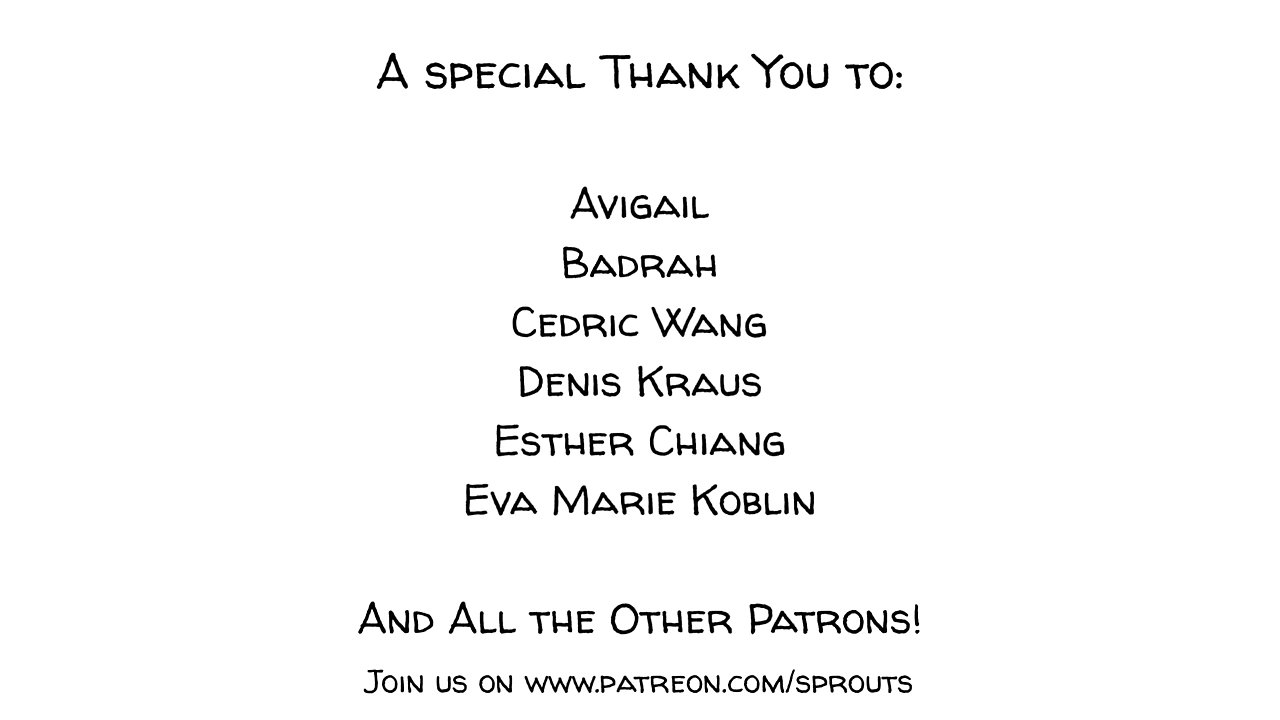 A special Thank You to:
Avigail
Badrah
Cedric Wang
Denis Kraus
Esther Chiang
Eva Marie Koblin
And All the Other Patrons!
Join us on www.patreon.com/sprouts